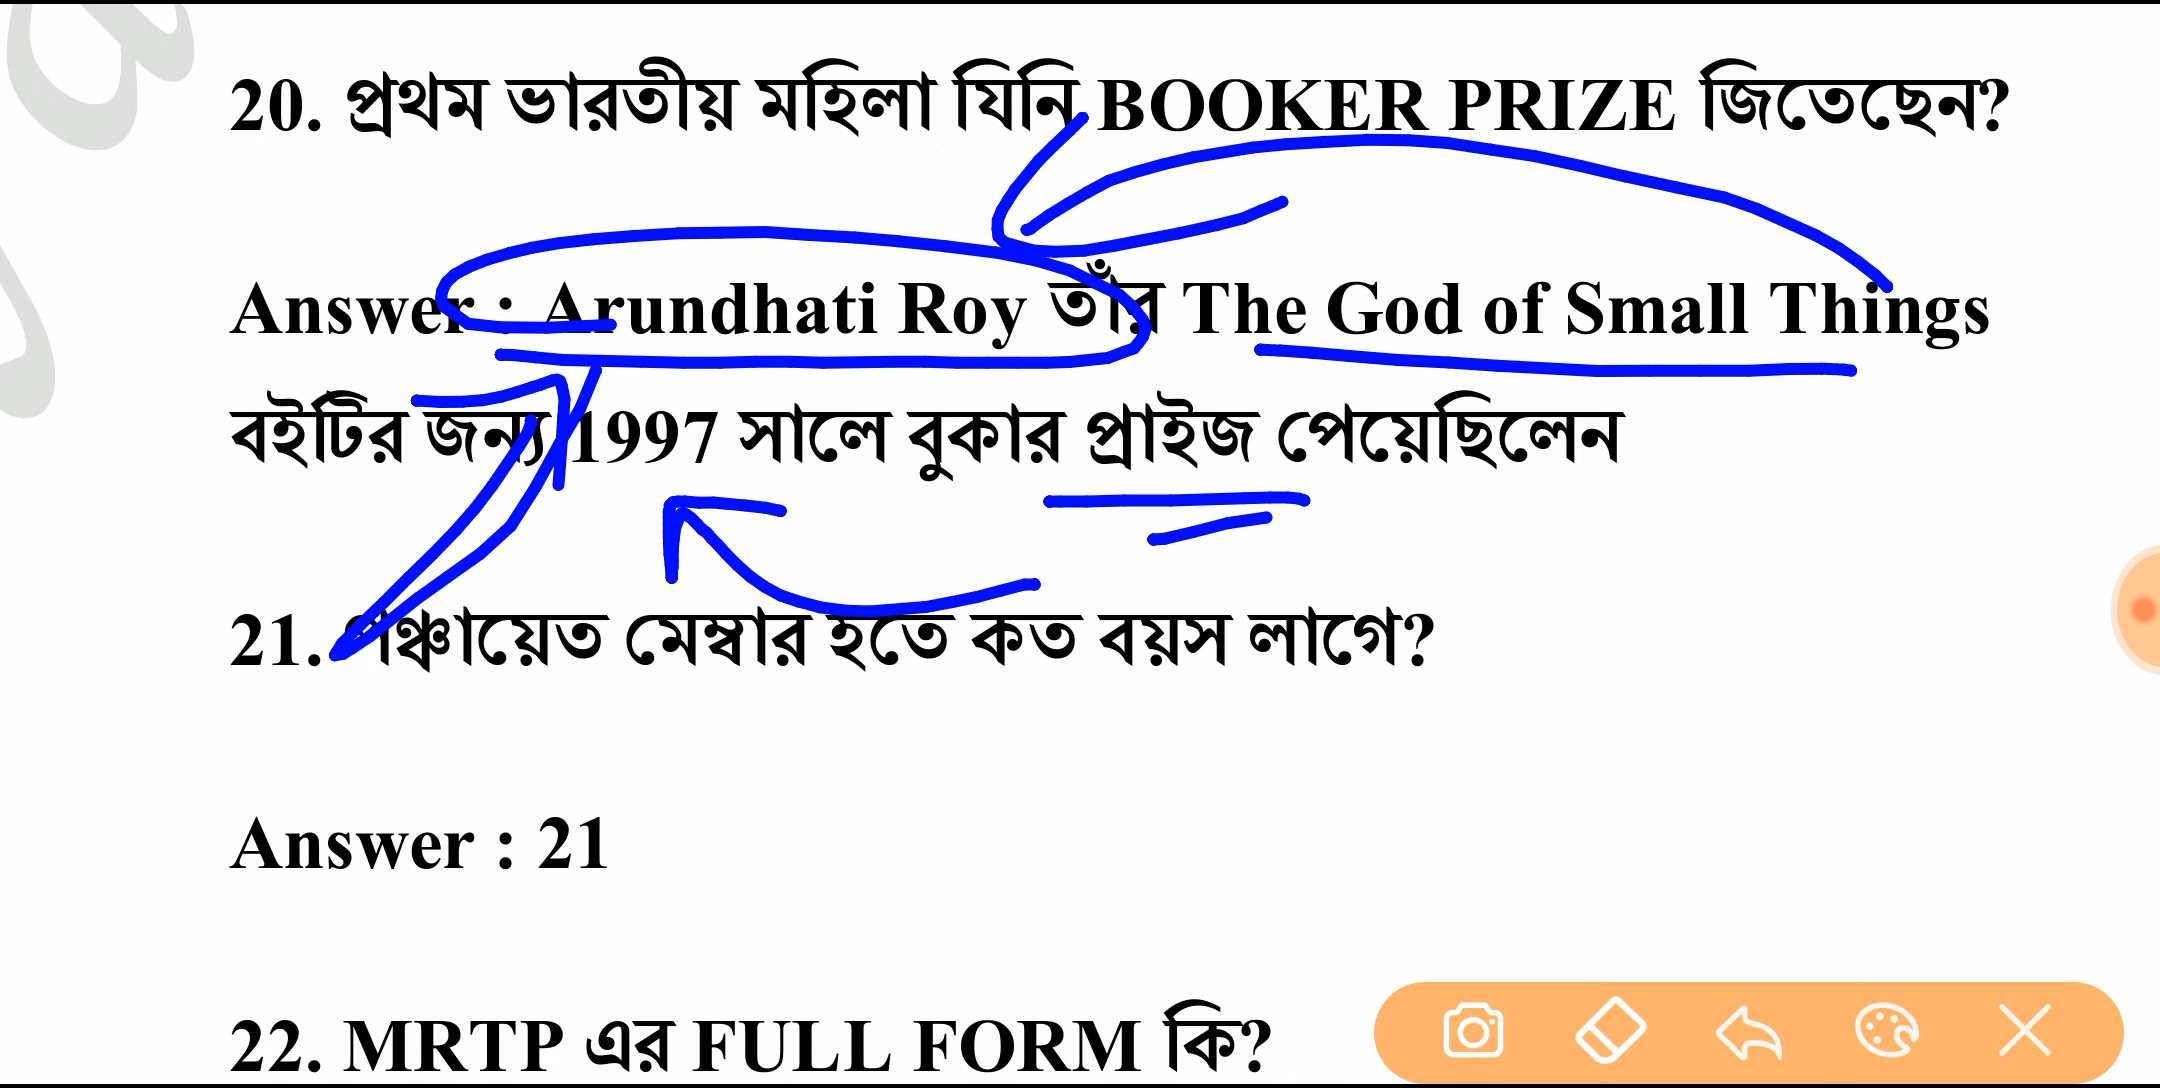 20. প্রথম ভারতীয় মহিলা যিনি BOOKER PRIZE জিতেছেন?
Answer : Arundhati Roy তাঁর The God of Small Things
বইটির জন্য 1997 সালে বুকার প্রাইজ পেয়েছিলেন
21. পঞ্চায়েত মেম্বার হতে কত বয়স লাগে?
Answer : 21
22. MRTP এর FULL FORM কি?